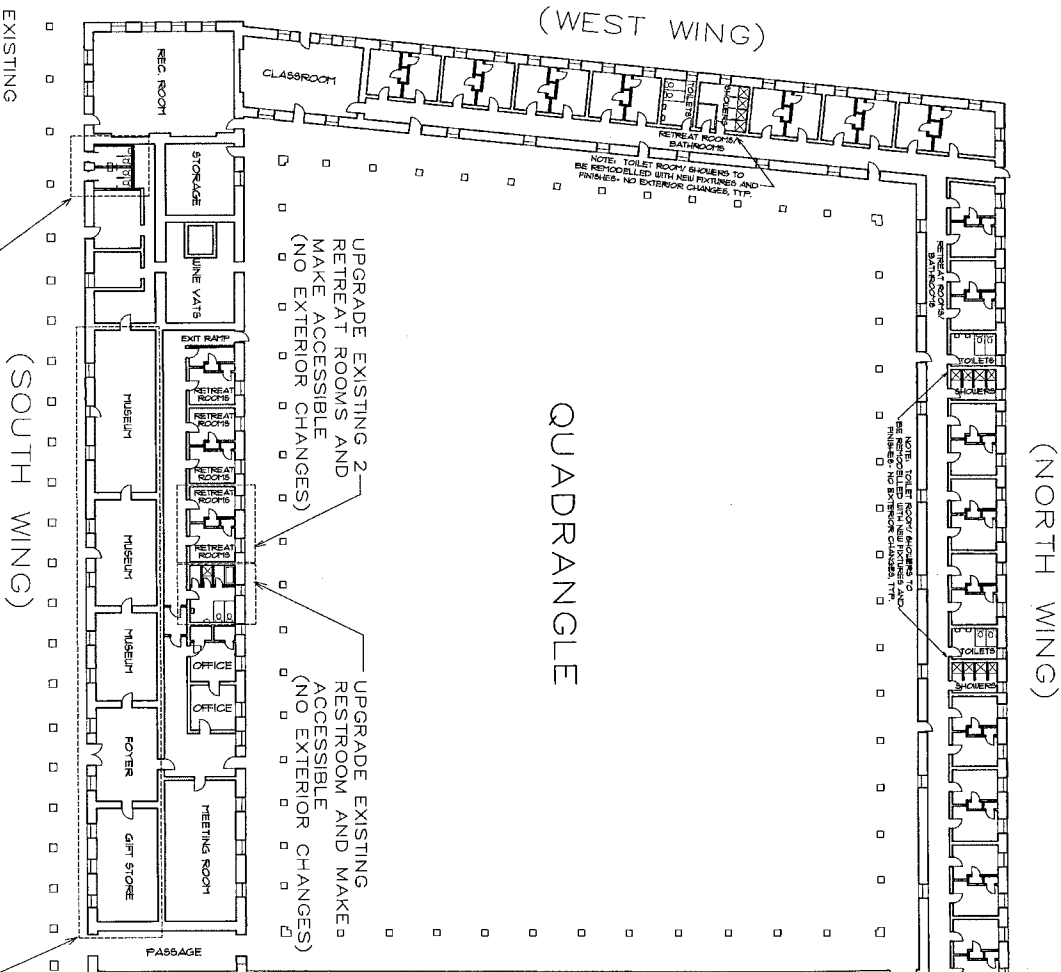 (WEST WING)
EXISTING
REC. ROOM
CLASSROOM
TOILETS
SHOWERS
RETREAT ROOMS/
BATHROOMS
NOTE: TOILET ROOM/ SHOWERS TO
BE REMODELLED WITH NEW FIXTURES AND
FINISHES- NO EXTERIOR CHANGES, TYP.
STORAGE
WINE VATS
EXIT RAMP
RETREAT
ROOMS
RETREAT
ROOMS
RETREAT
ROOMS
RETREAT
ROOMS
RETREAT
ROOMS
OFFICE
OFFICE
MUSEUM
MUSEUM
MUSEUM
FOYER
GIFT STORE
MEETING ROOM
PASSAGE
(SOUTH WING)
UPGRADE EXISTING 2
RETREAT ROOMS AND
MAKE ACCESSIBLE
(NO EXTERIOR CHANGES)
UPGRADE EXISTING
RESTROOM AND MAKE
ACCESSIBLE
(NO EXTERIOR CHANGES)
QUADRANGLE
RETREAT ROOMS/
BATHROOMS
TOILETS
SHOWERS
NOTE: TOILET ROOM/ SHOWERS TO
BE REMODELLED WITH NEW FIXTURES AND
FINISHES- NO EXTERIOR CHANGES, TYP.
TOILETS
SHOWERS
(NORTH WING)